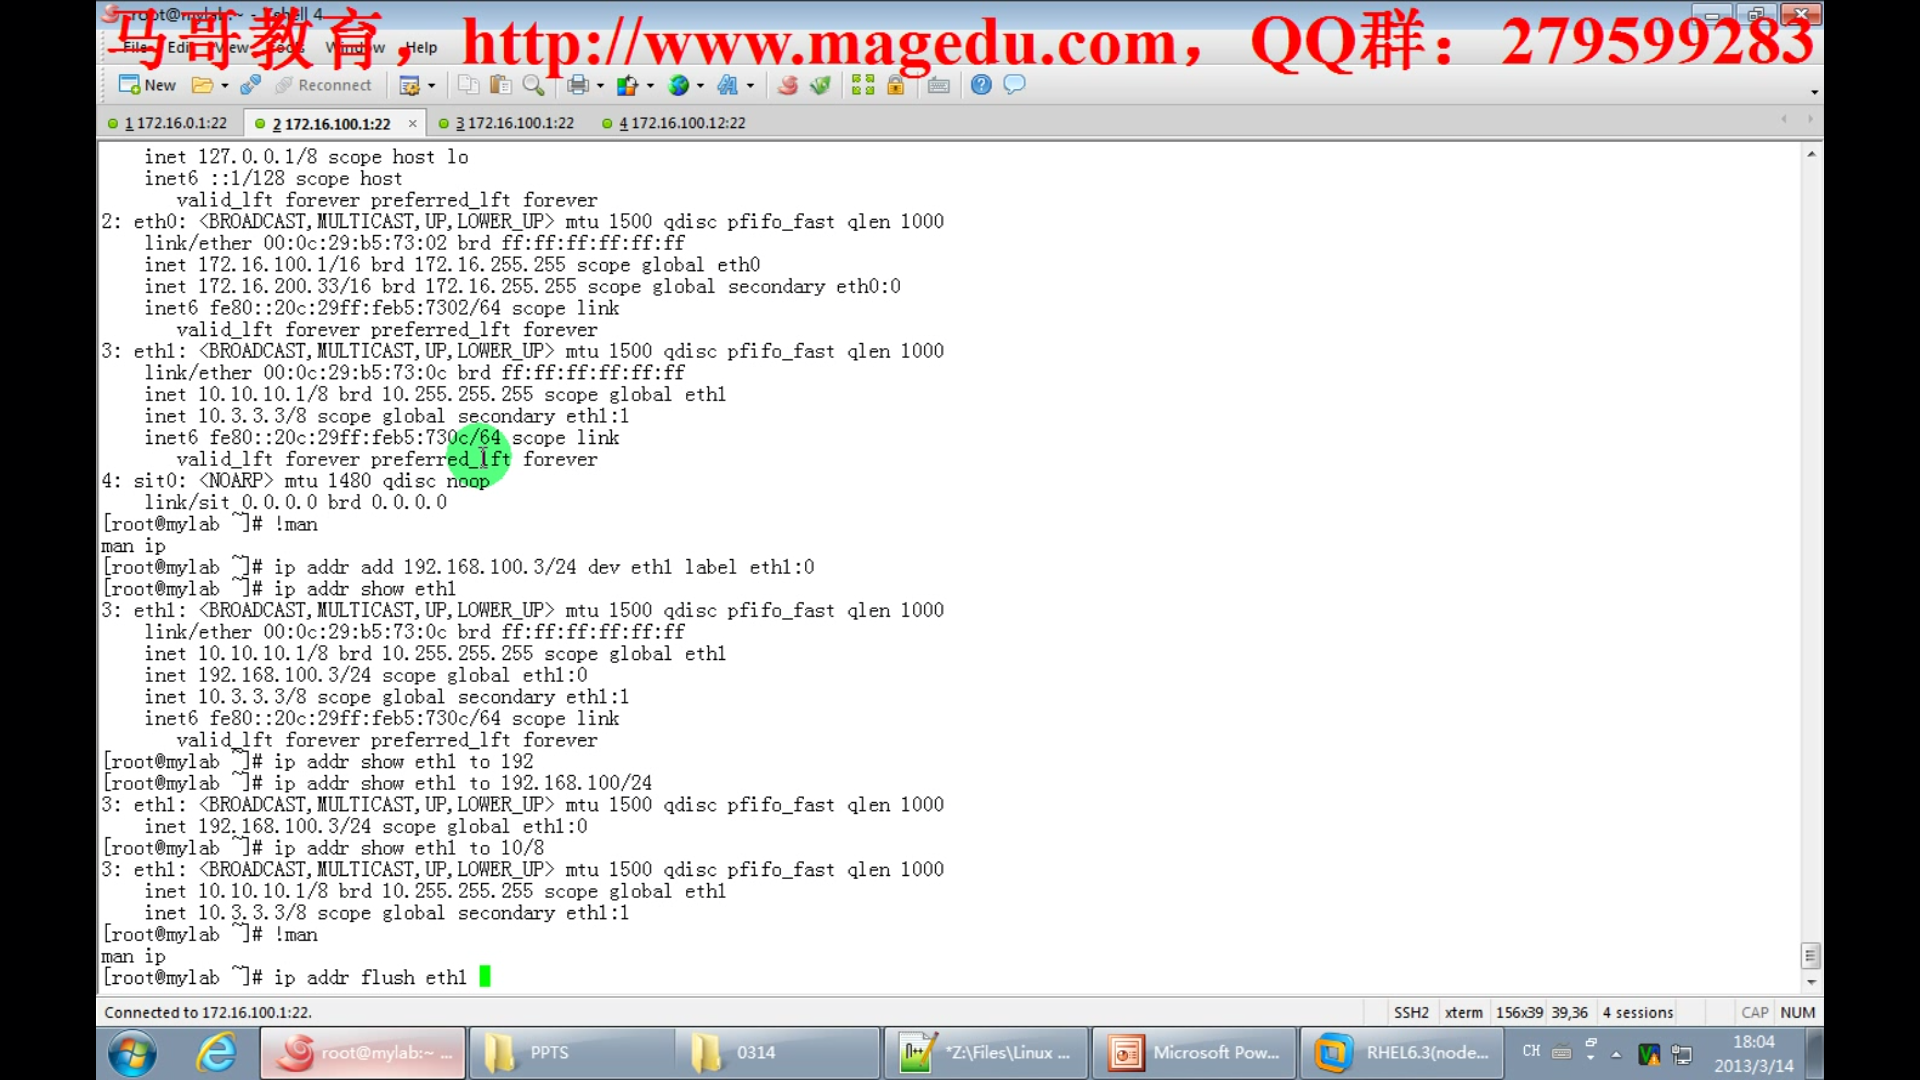 root@mylab:~ - Xshell 4
马哥教育，http://www.magedu.com，QQ群：279599283
File Edit View Tools Window Help
New Reconnect
1 172.16.0.1:22 2 172.16.100.1:22 × 3 172.16.100.1:22 4 172.16.100.12:22
inet 127.0.0.1/8 scope host lo
inet6 ::1/128 scope host
valid_lft forever preferred_lft forever
2: eth0: <BROADCAST,MULTICAST,UP,LOWER_UP> mtu 1500 qdisc pfifo_fast qlen 1000
link/ether 00:0c:29:b5:73:02 brd ff:ff:ff:ff:ff:ff
inet 172.16.100.1/16 brd 172.16.255.255 scope global eth0
inet 172.16.200.33/16 brd 172.16.255.255 scope global secondary eth0:0
inet6 fe80::20c:29ff:feb5:7302/64 scope link
valid_lft forever preferred_lft forever
3: eth1: <BROADCAST,MULTICAST,UP,LOWER_UP> mtu 1500 qdisc pfifo_fast qlen 1000
link/ether 00:0c:29:b5:73:0c brd ff:ff:ff:ff:ff:ff
inet 10.10.10.1/8 brd 10.255.255.255 scope global eth1
inet 10.3.3.3/8 scope global secondary eth1:1
inet6 fe80::20c:29ff:feb5:730c/64 scope link
valid_lft forever preferred_lft forever
4: sit0: <NOARP> mtu 1480 qdisc noop
link/sit 0.0.0.0 brd 0.0.0.0
[root@mylab ~]# !man
man ip
[root@mylab ~]# ip addr add 192.168.100.3/24 dev eth1 label eth1:0
[root@mylab ~]# ip addr show eth1
3: eth1: <BROADCAST,MULTICAST,UP,LOWER_UP> mtu 1500 qdisc pfifo_fast qlen 1000
link/ether 00:0c:29:b5:73:0c brd ff:ff:ff:ff:ff:ff
inet 10.10.10.1/8 brd 10.255.255.255 scope global eth1
inet 192.168.100.3/24 scope global eth1:0
inet 10.3.3.3/8 scope global secondary eth1:1
inet6 fe80::20c:29ff:feb5:730c/64 scope link
valid_lft forever preferred_lft forever
[root@mylab ~]# ip addr show eth1 to 192
[root@mylab ~]# ip addr show eth1 to 192.168.100/24
3: eth1: <BROADCAST,MULTICAST,UP,LOWER_UP> mtu 1500 qdisc pfifo_fast qlen 1000
inet 192.168.100.3/24 scope global eth1:0
[root@mylab ~]# ip addr show eth1 to 10/8
3: eth1: <BROADCAST,MULTICAST,UP,LOWER_UP> mtu 1500 qdisc pfifo_fast qlen 1000
inet 10.10.10.1/8 brd 10.255.255.255 scope global eth1
inet 10.3.3.3/8 scope global secondary eth1:1
[root@mylab ~]# !man
man ip
[root@mylab ~]# ip addr flush eth1
Connected to 172.16.100.1:22. SSH2 xterm 156x39 39,36 4 sessions CAP NUM
root@mylab:~ ... PPTS 0314 *Z:\Files\Linux ... Microsoft Pow... RHEL6.3(node... CH 18:04
2013/3/14